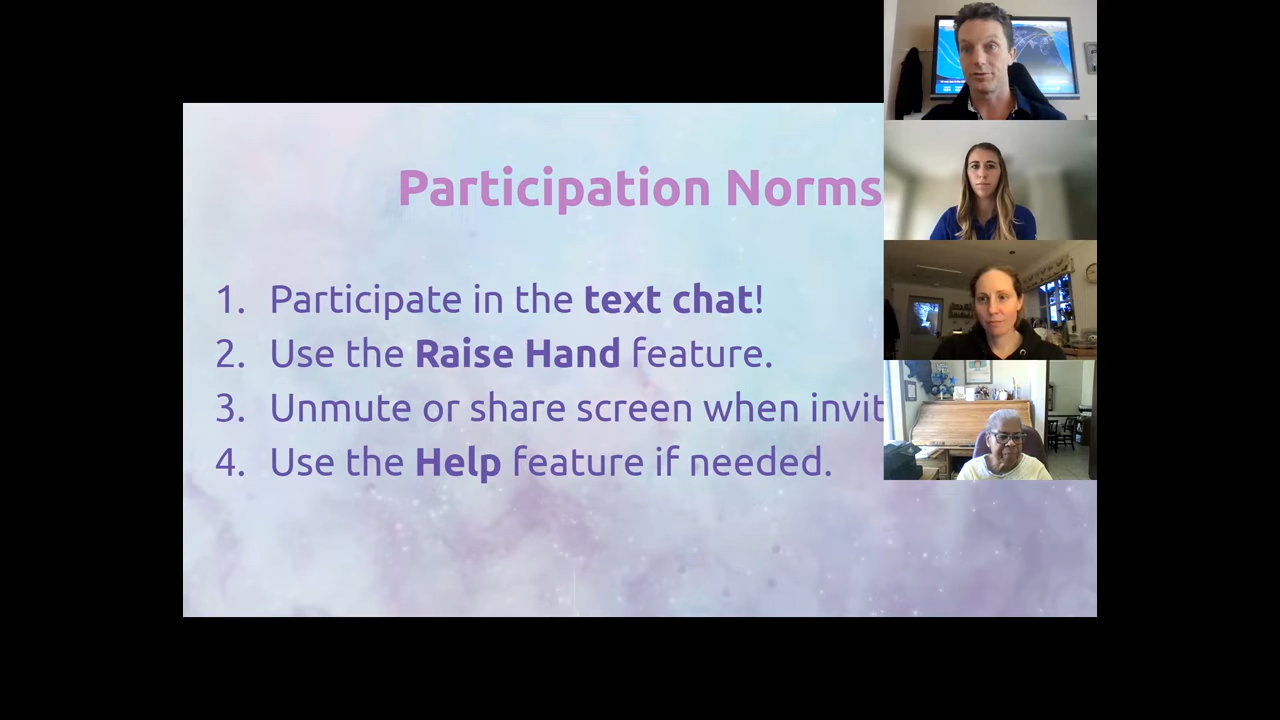 Participation Norms
1. Participate in the text chat!
2. Use the Raise Hand feature.
3. Unmute or share screen when invit
4. Use the Help feature if needed.